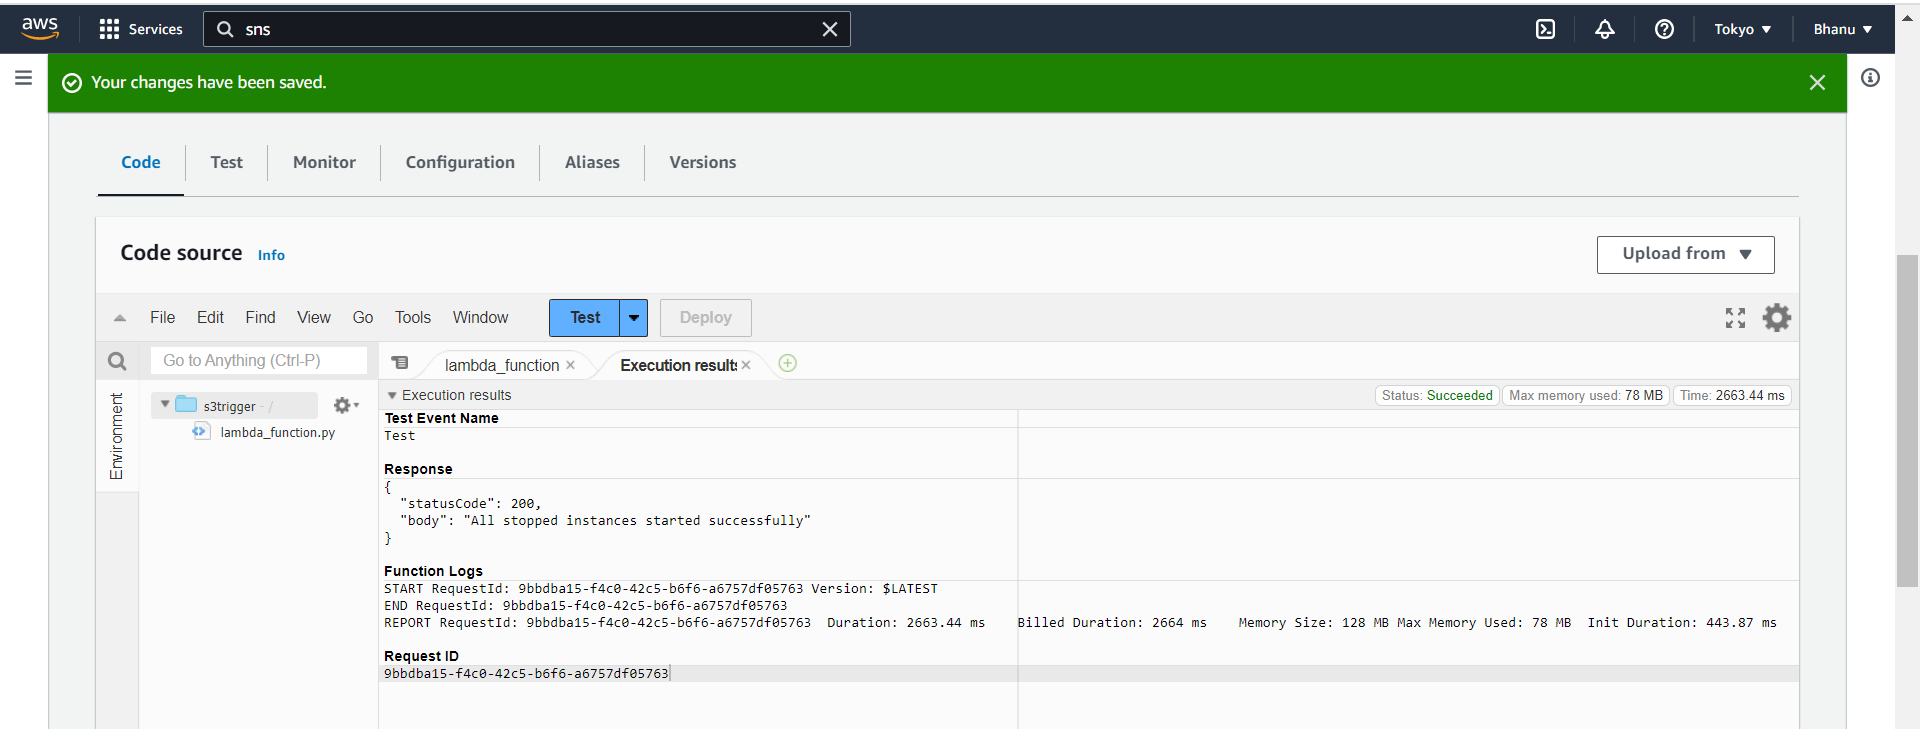 aws Services sns Tokyo ▼ Bhanu ▼
Your changes have been saved.
Code Test Monitor Configuration Aliases Versions
Code source Info Upload from ▼
File Edit Find View Go Tools Window Test Deploy
Go to Anything (Ctrl-P) lambda_function × Execution results ×
Environment
s3trigger - /
lambda_function.py
▼ Execution results Status: Succeeded Max memory used: 78 MB Time: 2663.44 ms
Test Event Name
Test
Response
{
"statusCode": 200,
"body": "All stopped instances started successfully"
}
Function Logs
START RequestId: 9bbdba15-f4c0-42c5-b6f6-a6757df05763 Version: $LATEST
END RequestId: 9bbdba15-f4c0-42c5-b6f6-a6757df05763
REPORT RequestId: 9bbdba15-f4c0-42c5-b6f6-a6757df05763 Duration: 2663.44 ms Billed Duration: 2664 ms Memory Size: 128 MB Max Memory Used: 78 MB Init Duration: 443.87 ms
Request ID
9bbdba15-f4c0-42c5-b6f6-a6757df05763